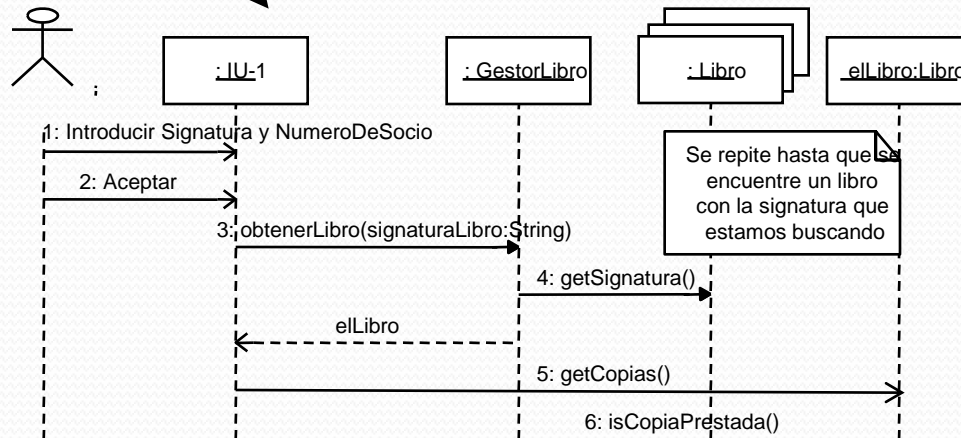 : IU-1
: GestorLibro
: Libro
elLibro:Libro
:
1: Introducir Signatura y NumeroDeSocio
Se repite hasta que se
encuentre un libro
con la signatura que
estamos buscando
2: Aceptar
3: obtenerLibro(signaturaLibro:String)
4: getSignatura()
elLibro
5: getCopias()
6: isCopiaPrestada()